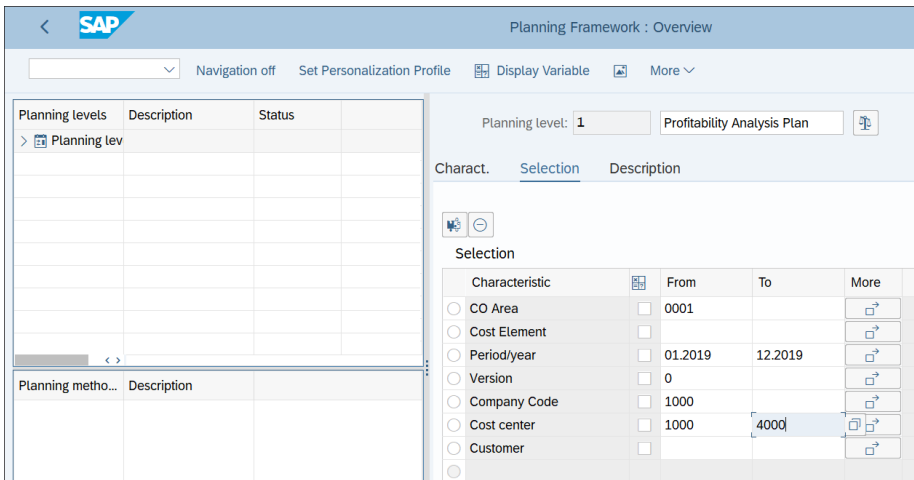 SAP
Planning Framework : Overview
Navigation off Set Personalization Profile Display Variable More
Planning levels Description Status
Planning lev
Planning level: 1 Profitability Analysis Plan
Charact. Selection Description
Selection
Characteristic From To More
CO Area 0001
Cost Element
Period/year 01.2019 12.2019
Version 0
Company Code 1000
Cost center 1000 4000
Customer
Planning metho... Description